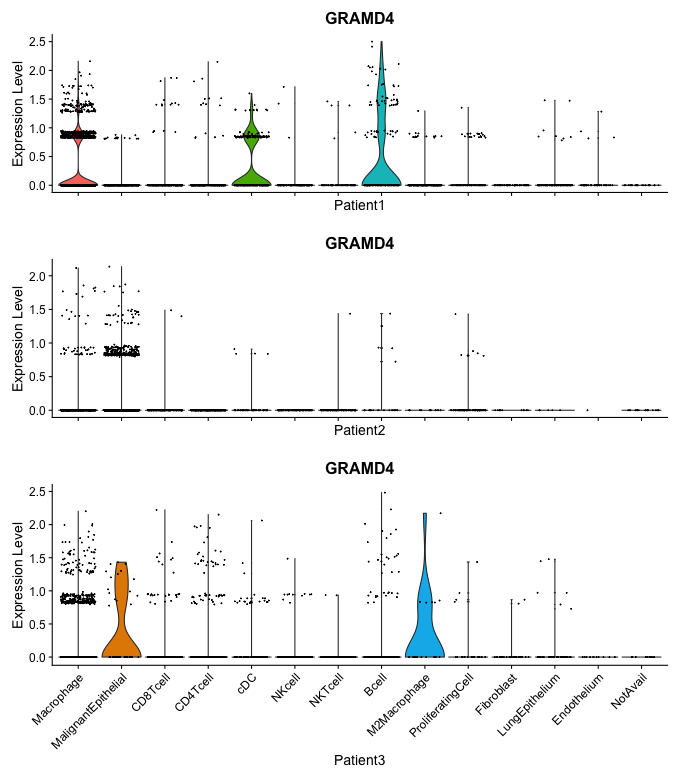 GRAMD4
Expression Level
2.5
2.0
1.5
1.0
0.5
0.0
Patient1
GRAMD4
Expression Level
2.0
1.5
1.0
0.5
0.0
Patient2
GRAMD4
Expression Level
2.5
2.0
1.5
1.0
0.5
0.0
Macrophage
MalignantEpithelial
CD8Tcell
CD4Tcell
cDC
NKcell
NKTcell
Bcell
M2Macrophage
ProliferatingCell
Fibroblast
LungEpithelium
Endothelium
NotAvail
Patient3